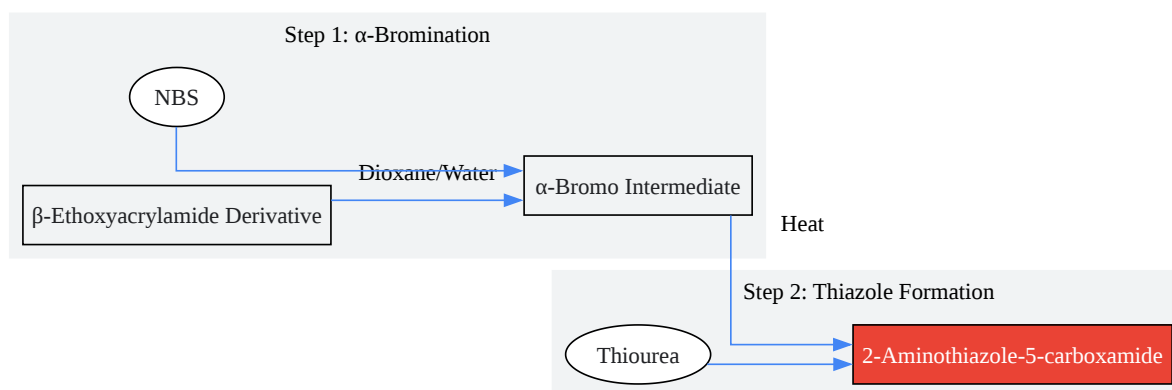 Step 1: α-Bromination
NBS
Dioxane/Water
β-Ethoxyacrylamide Derivative
α-Bromo Intermediate
Heat
Step 2: Thiazole Formation
Thiourea
2-Aminothiazole-5-carboxamide